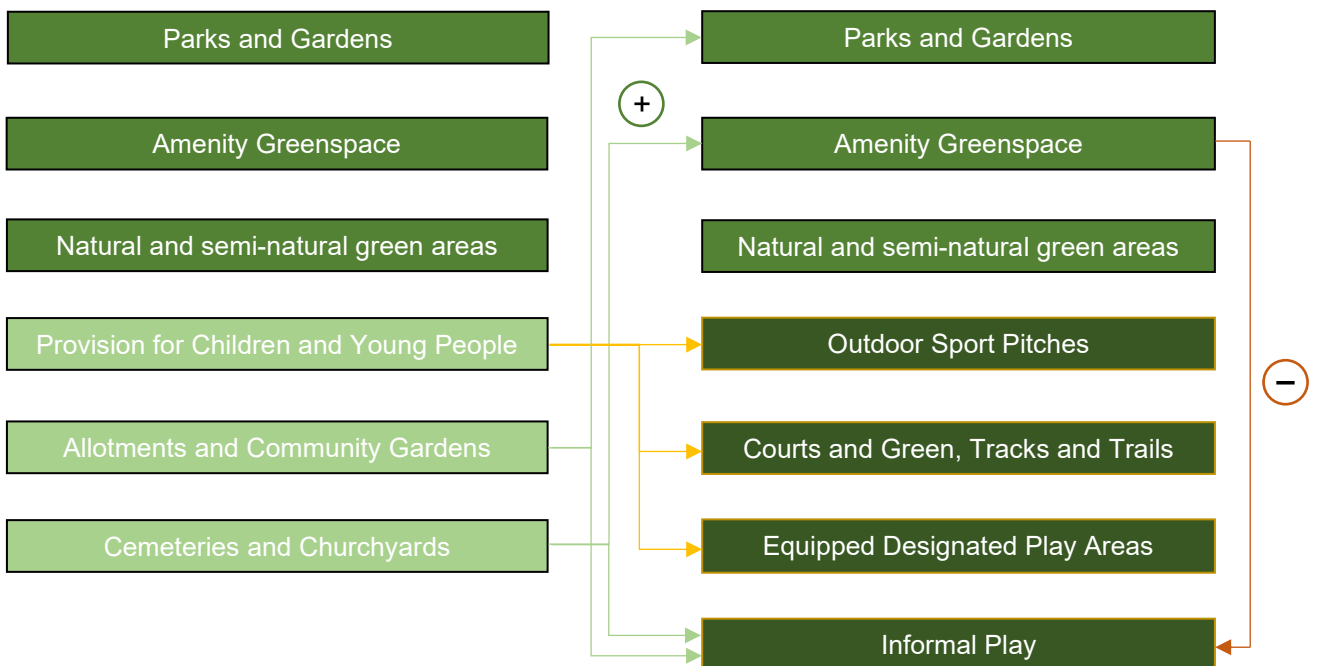 Parks and Gardens
Amenity Greenspace
Natural and semi-natural green areas
Provision for Children and Young People
Allotments and Community Gardens
Cemeteries and Churchyards
+
Parks and Gardens
Amenity Greenspace
Natural and semi-natural green areas
Outdoor Sport Pitches
Courts and Green, Tracks and Trails
Equipped Designated Play Areas
Informal Play
−